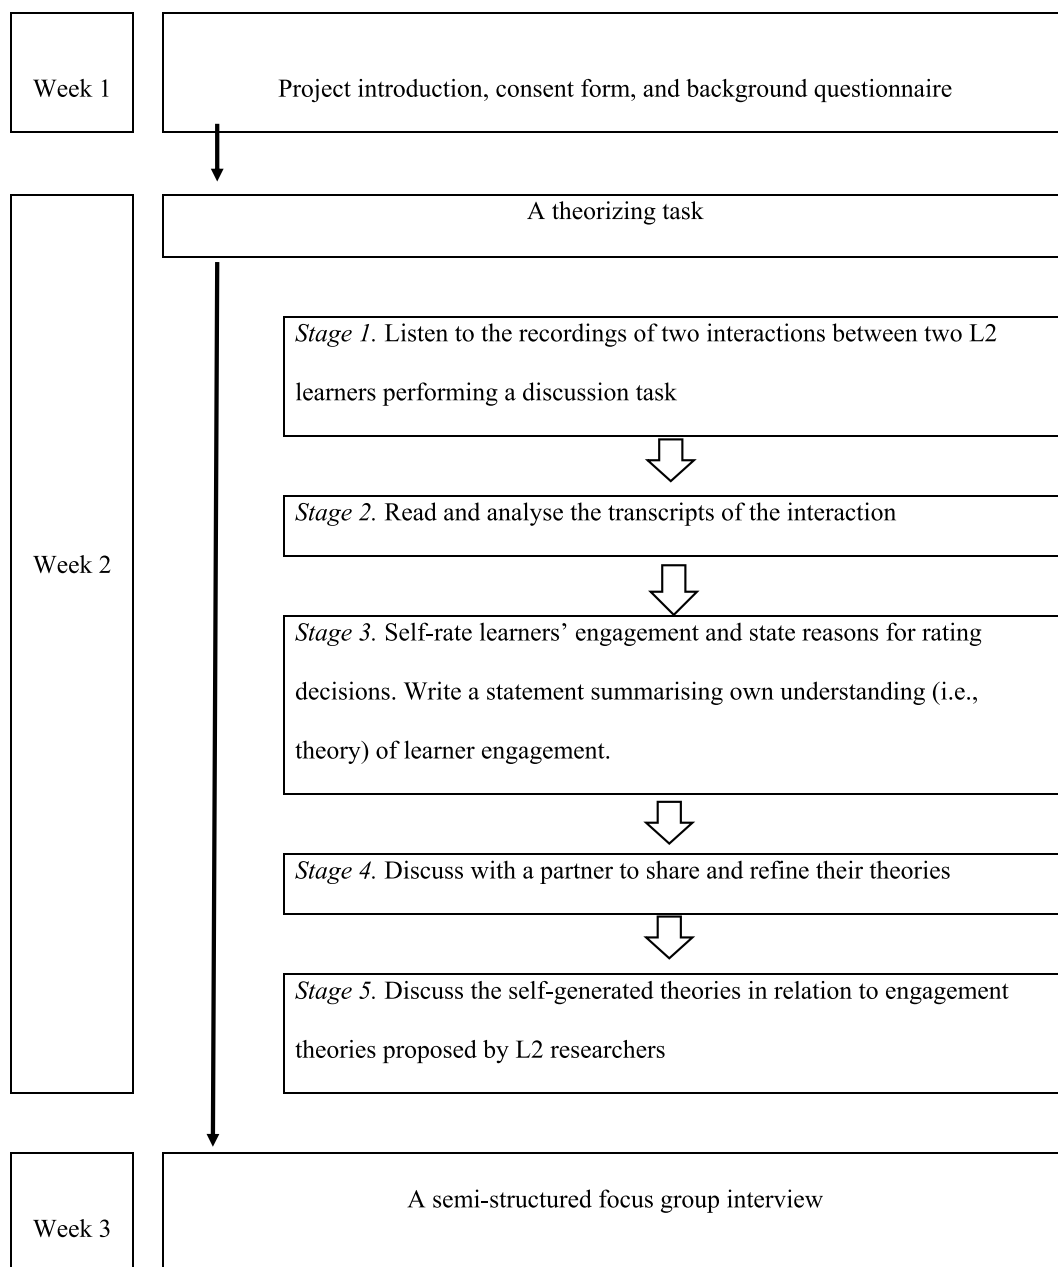 Week 1
Project introduction, consent form, and background questionnaire
A theorizing task
Week 2
Stage 1. Listen to the recordings of two interactions between two L2
learners performing a discussion task
Stage 2. Read and analyse the transcripts of the interaction
Stage 3. Self-rate learners’ engagement and state reasons for rating
decisions. Write a statement summarising own understanding (i.e.,
theory) of learner engagement.
Stage 4. Discuss with a partner to share and refine their theories
Stage 5. Discuss the self-generated theories in relation to engagement
theories proposed by L2 researchers
Week 3
A semi-structured focus group interview